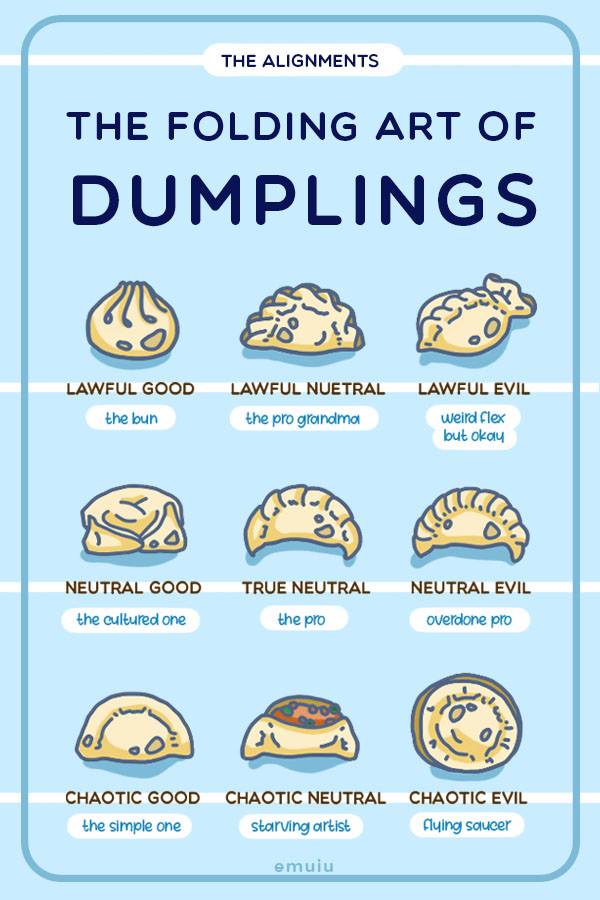 THE ALIGNMENTS
THE FOLDING ART OF
DUMPLINGS
LAWFUL GOOD
the bun
LAWFUL NUETRAL
the pro grandma
LAWFUL EVIL
weird flex
but okay
NEUTRAL GOOD
the cultured one
TRUE NEUTRAL
the pro
NEUTRAL EVIL
overdone pro
CHAOTIC GOOD
the simple one
CHAOTIC NEUTRAL
starving artist
CHAOTIC EVIL
flying saucer
emuiu